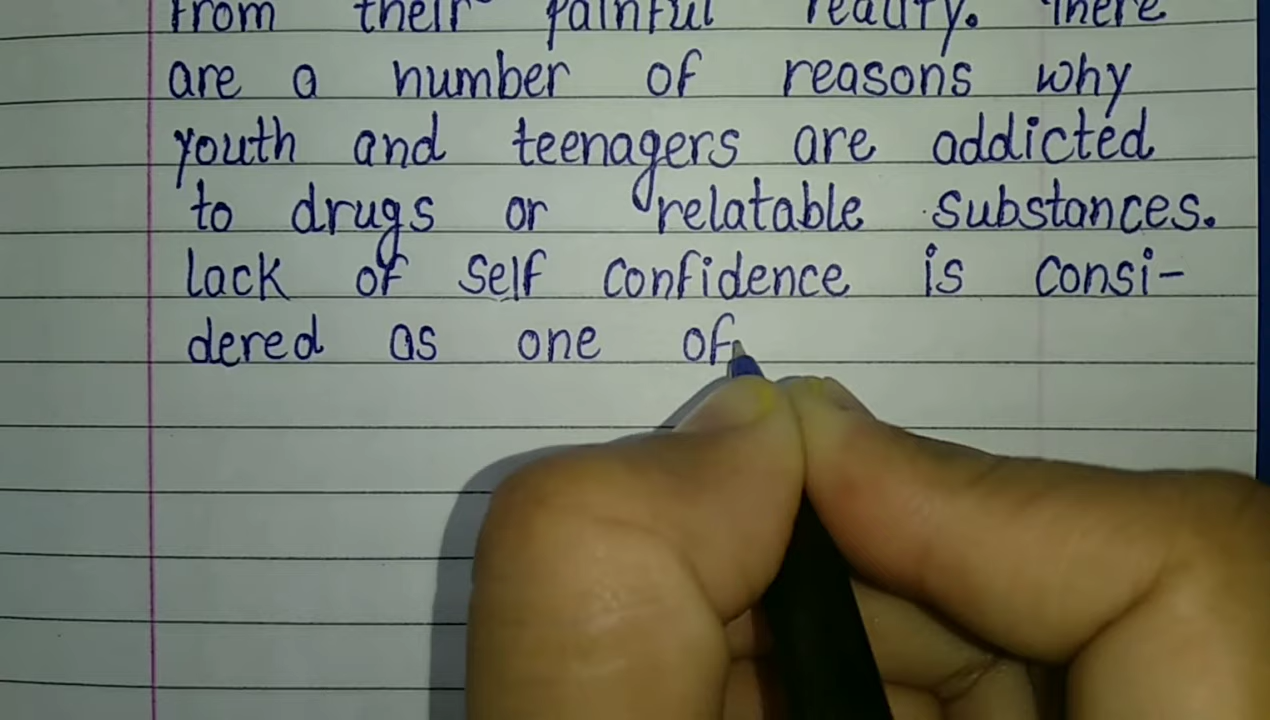 from their painful reality. There
are a number of reasons why
youth and teenagers are addicted
to drugs or relatable substances.
lack of self confidence is consi-
dered as one of